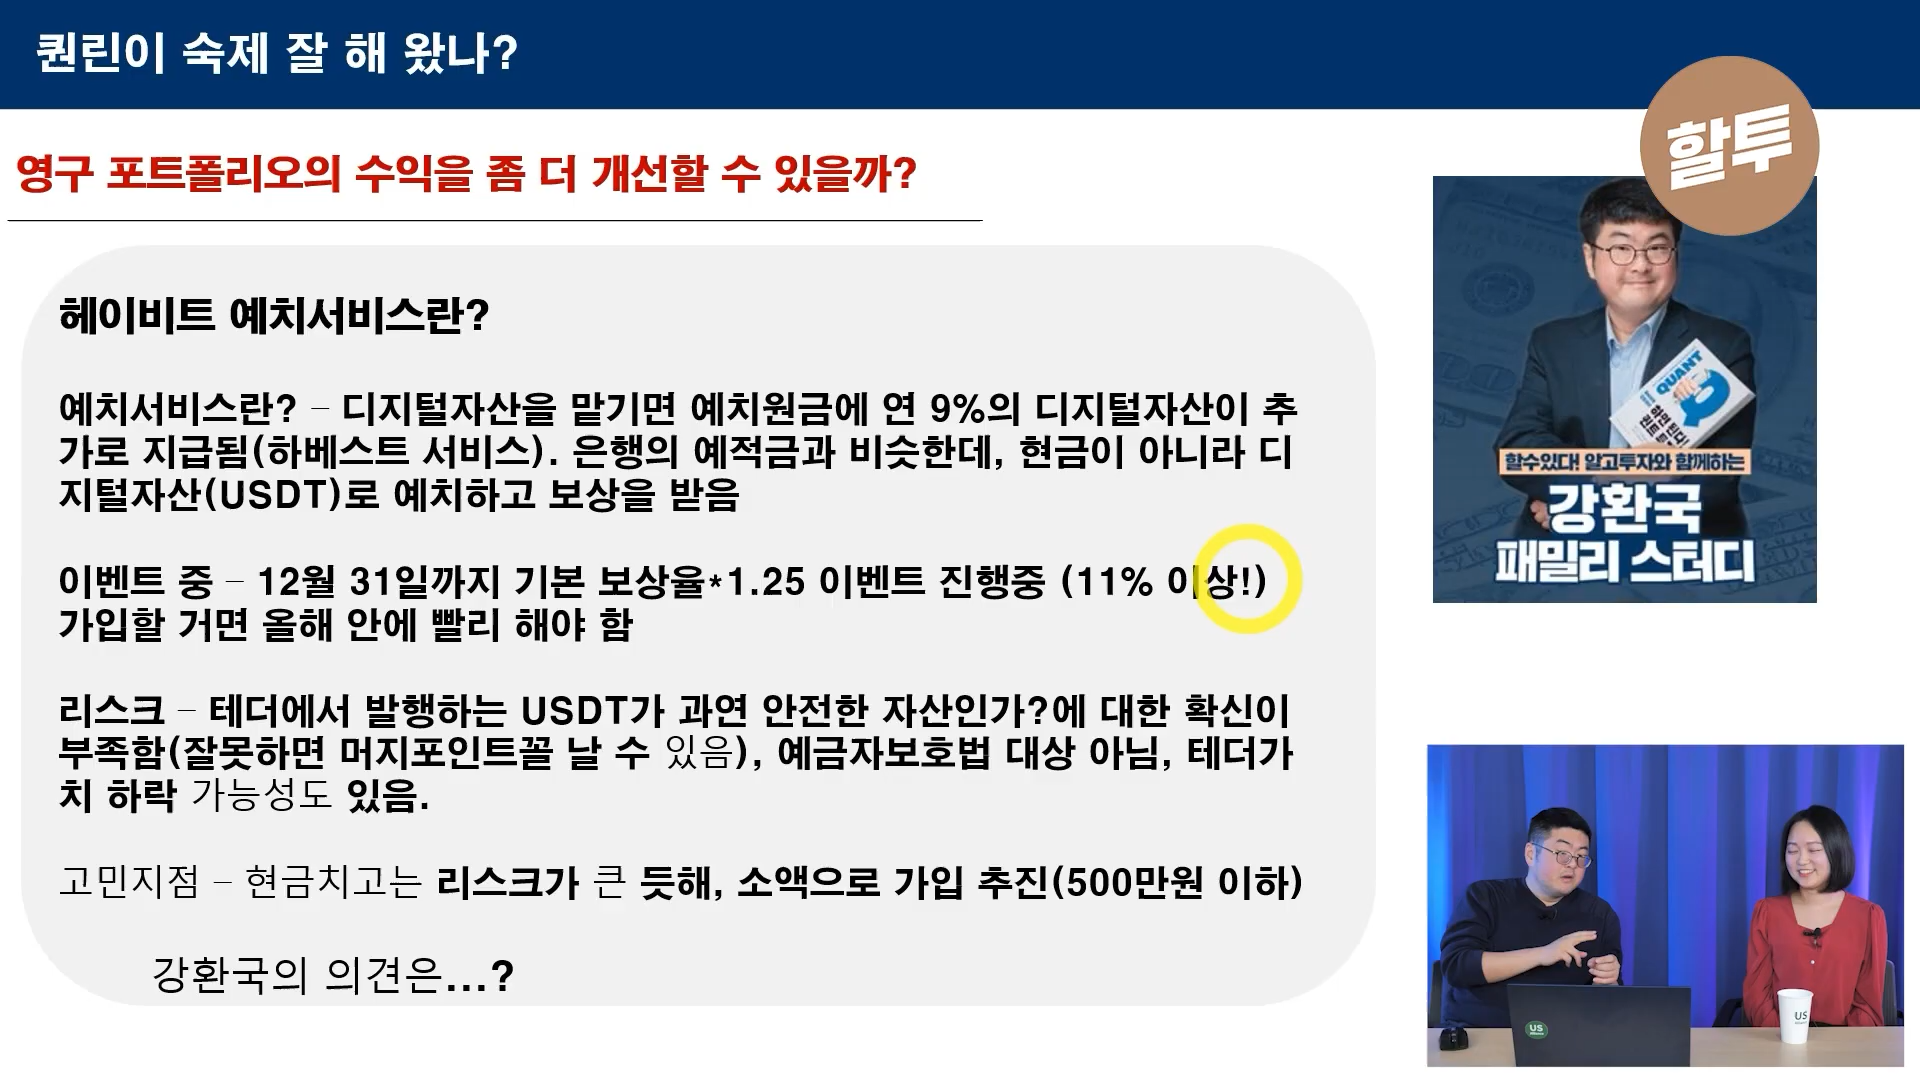 퀀린이 숙제 잘 해 왔나?
할투
영구 포트폴리오의 수익을 좀 더 개선할 수 있을까?
헤이비트 예치서비스란?
예치서비스란? – 디지털자산을 맡기면 예치원금에 연 9%의 디지털자산이 추
가로 지급됨(하베스트 서비스). 은행의 예적금과 비슷한데, 현금이 아니라 디
지털자산(USDT)로 예치하고 보상을 받음
이벤트 중 – 12월 31일까지 기본 보상율*1.25 이벤트 진행중 (11% 이상!)
가입할 거면 올해 안에 빨리 해야 함
리스크 – 테더에서 발행하는 USDT가 과연 안전한 자산인가?에 대한 확신이
부족함(잘못하면 머지포인트꼴 날 수 있음), 예금자보호법 대상 아님, 테더가
치 하락 가능성도 있음.
고민지점 – 현금치고는 리스크가 큰 듯해, 소액으로 가입 추진(500만원 이하)
강환국의 의견은...?
QUANT
하면 된다!
퀀트 투
할수있다! 알고투자와 함께하는
강환국
패밀리 스터디
US
US